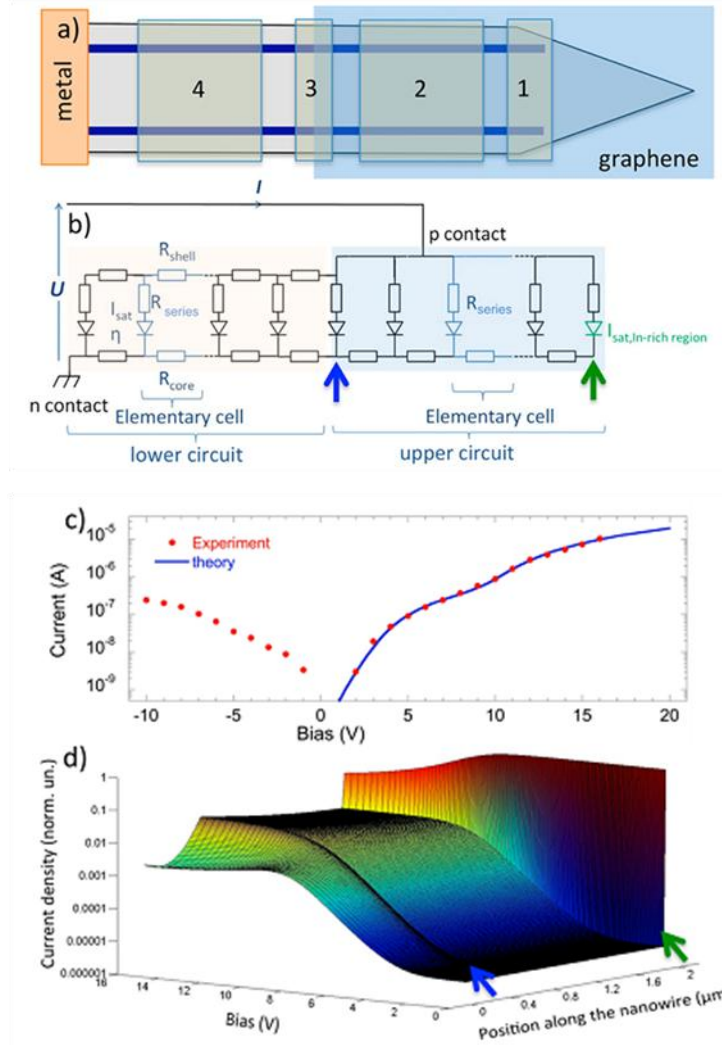 a)
metal
4
3
2
1
graphene
b)
I
p contact
U
R_shell
I_sat
η
R_series
R_series
I_sat,In-rich region
R_core
n contact
Elementary cell
Elementary cell
lower circuit
upper circuit
c)
Current (A)
10^-5
10^-6
10^-7
10^-8
10^-9
Experiment
theory
-10
-5
0
5
10
15
20
Bias (V)
d)
Current density (norm. un.)
1
0.1
0.01
0.001
0.0001
0.00001
0.000001
16
14
12
10
8
6
4
2
0
Bias (V)
0
0.4
0.8
1.2
1.6
2
Position along the nanowire (µm